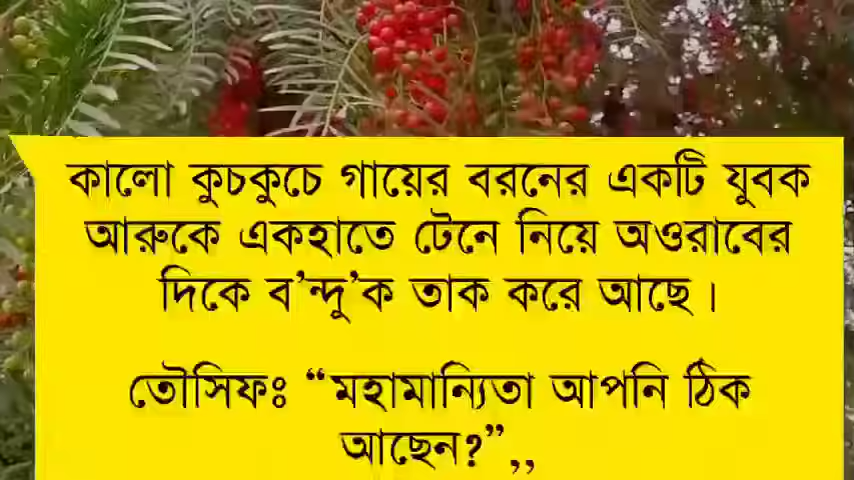 কালো কুচকুচে গায়ের বরনের একটি যুবক
আরুকে একহাতে টেনে নিয়ে অওরাবের
দিকে ব’ন্দু’ক তাক করে আছে।
তৌসিফঃ “মহামান্যিতা আপনি ঠিক
আছেন?”,,